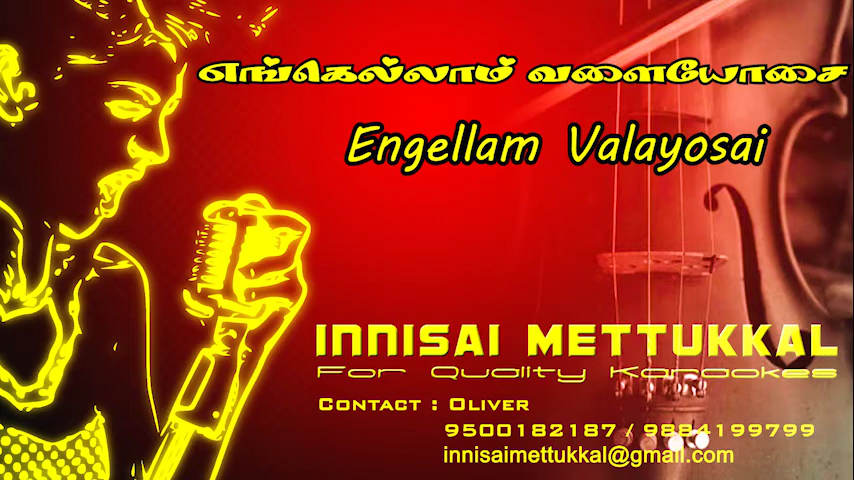 எங்கெல்லாம் வளையோசை
Engellam Valayosai
INNISAI METTUKKAL
For Quality Karaokes
Contact : Oliver
9500182187 / 9884199799
innisaimettukkal@gmail.com